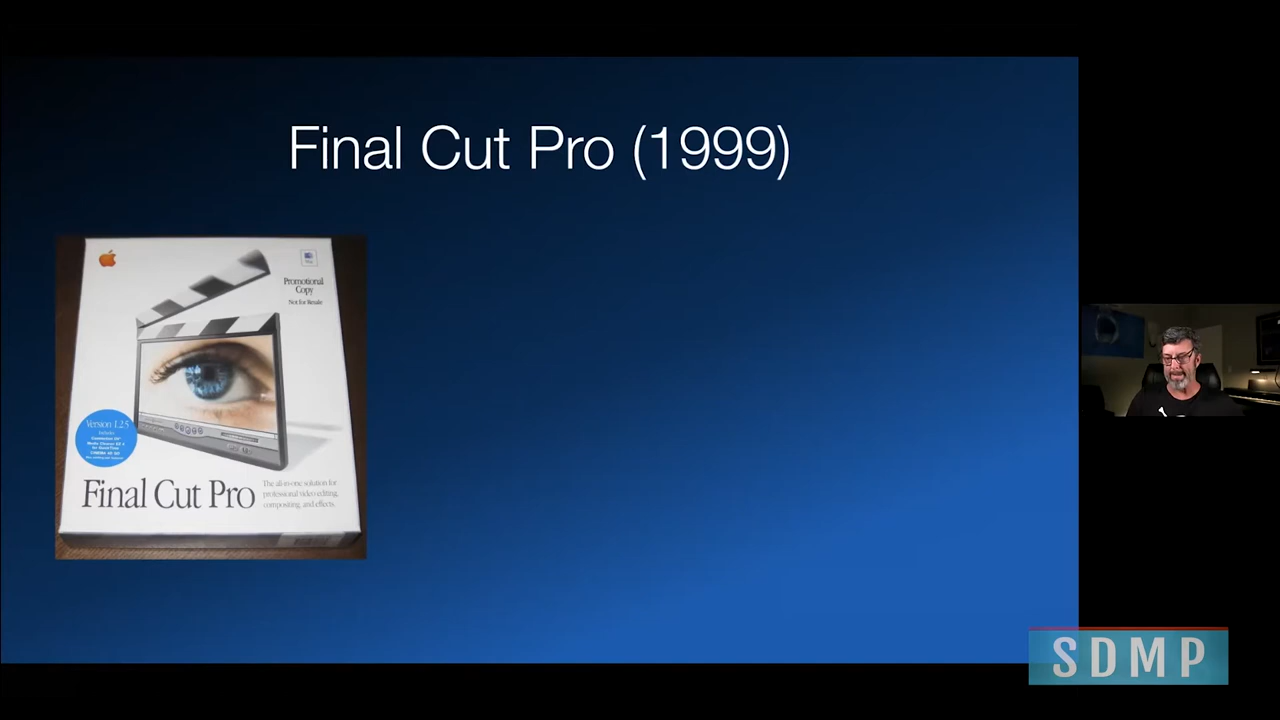 Final Cut Pro (1999)
Promotional
Copy
Not for Resale
Version 1.2.5
Includes
Final Cut Pro
The all-in-one solution for
professional video editing,
compositing, and effects.
SDMP